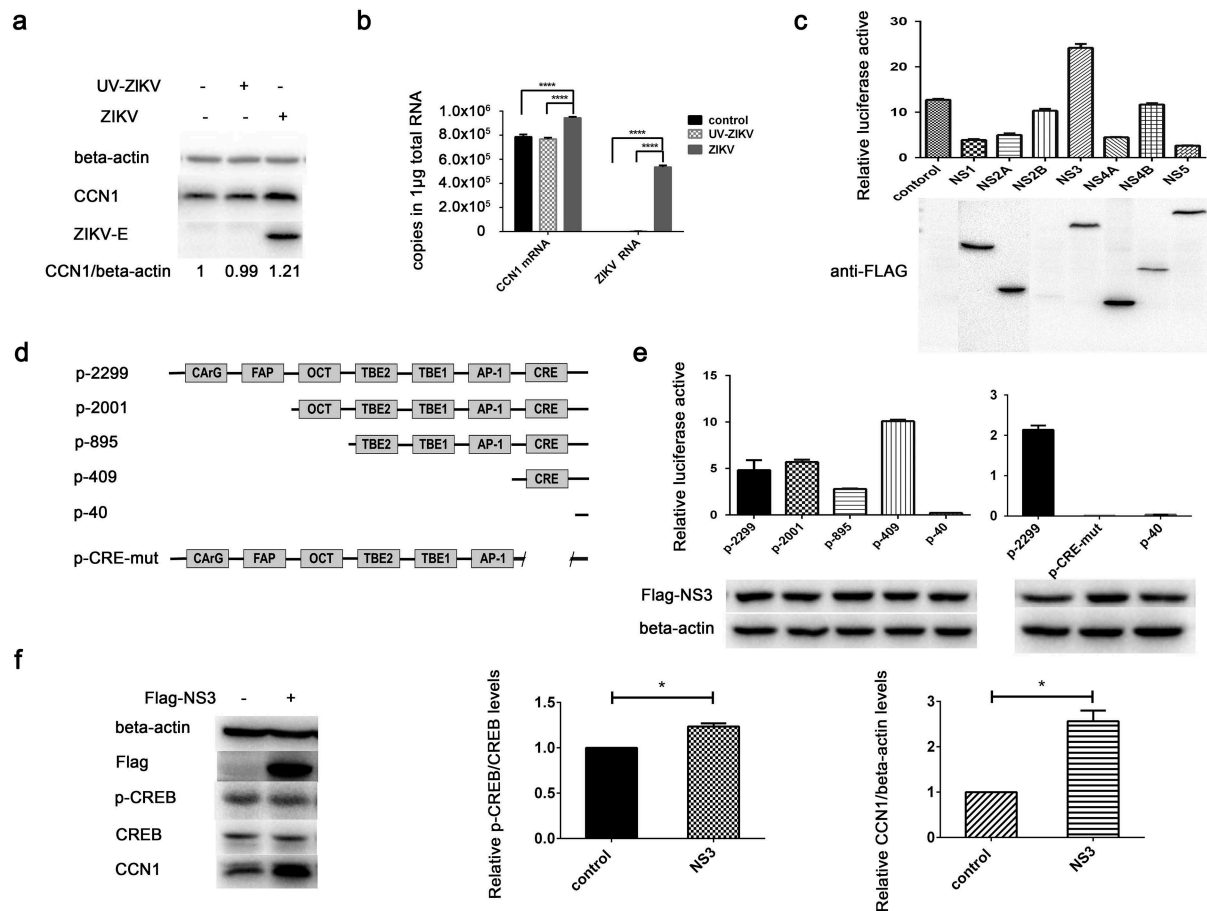 a
UV-ZIKV - + -
ZIKV - - +
beta-actin
CCN1
ZIKV-E
CCN1/beta-actin 1 0.99 1.21
b
copies in 1μg total RNA
1.0x10⁶
8.0x10⁵
6.0x10⁵
4.0x10⁵
2.0x10⁵
0
**** ****
**** ****
control
UV-ZIKV
ZIKV
CCN1 mRNA
ZIKV RNA
c
Relative luciferase active
30
20
10
0
contorol NS1 NS2A NS2B NS3 NS4A NS4B NS5
anti-FLAG
d
p-2299 CArG FAP OCT TBE2 TBE1 AP-1 CRE
p-2001 OCT TBE2 TBE1 AP-1 CRE
p-895 TBE2 TBE1 AP-1 CRE
p-409 CRE
p-40
p-CRE-mut CArG FAP OCT TBE2 TBE1 AP-1
e
Relative luciferase active
15
10
5
0
p-2299 p-2001 p-895 p-409 p-40
3
2
1
0
p-2299 p-CRE-mut p-40
Flag-NS3
beta-actin
f
Flag-NS3 - +
beta-actin
Flag
p-CREB
CREB
CCN1
Relative p-CREB/CREB levels
1.5
1.0
0.5
0.0
*
control NS3
Relative CCN1/beta-actin levels
3
2
1
0
*
control NS3